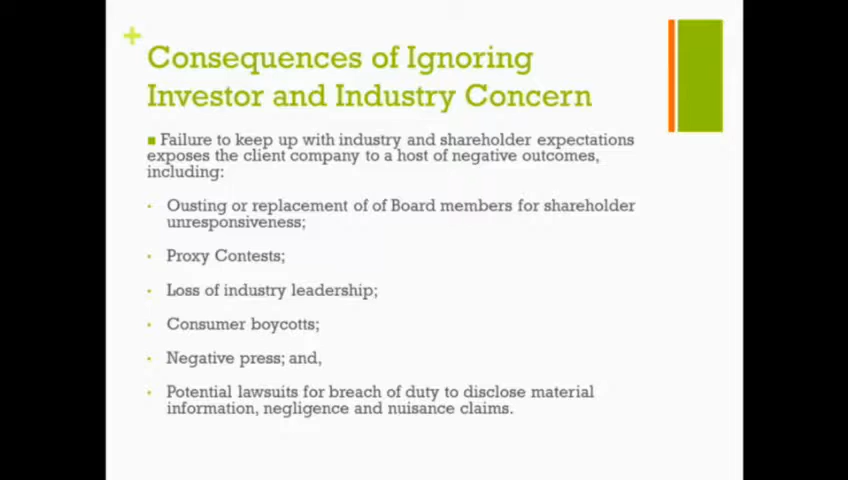 Consequences of Ignoring
Investor and Industry Concern
Failure to keep up with industry and shareholder expectations
exposes the client company to a host of negative outcomes,
including:
Ousting or replacement of of Board members for shareholder
unresponsiveness;
Proxy Contests;
Loss of industry leadership;
Consumer boycotts;
Negative press; and,
Potential lawsuits for breach of duty to disclose material
information, negligence and nuisance claims.